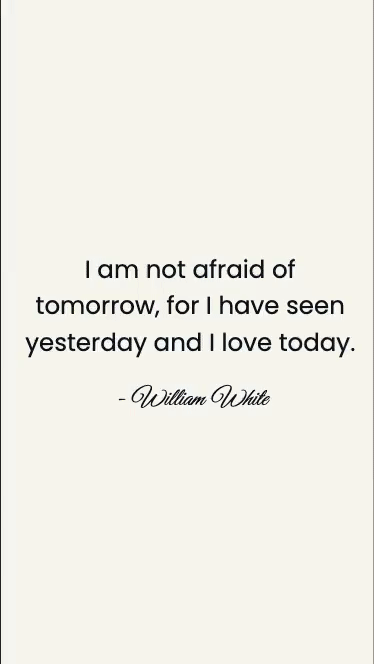 I am not afraid of
tomorrow, for I have seen
yesterday and I love today.
- William White